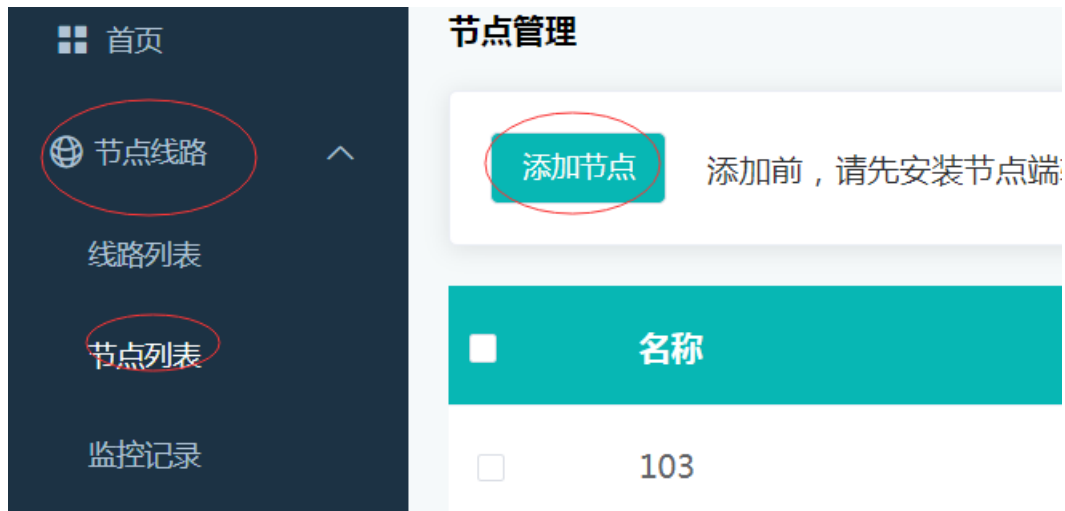 首页
节点线路
线路列表
节点列表
监控记录
节点管理
添加节点
添加前，请先安装节点端
名称
103